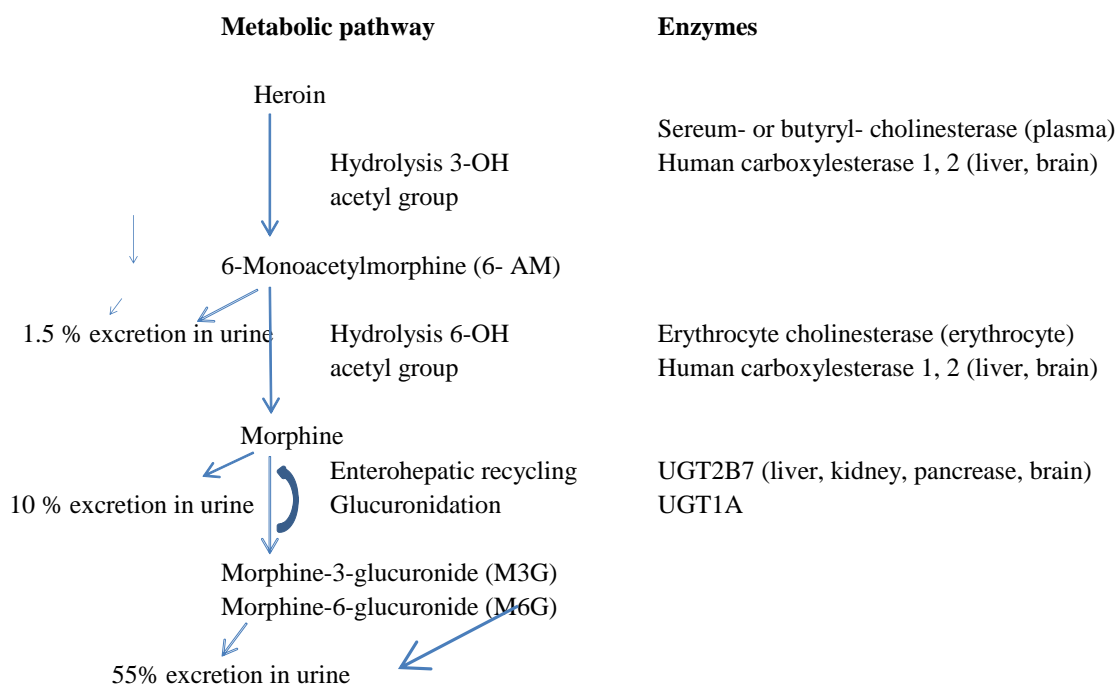 Metabolic pathway Enzymes
Heroin
Sereum- or butyryl- cholinesterase (plasma)
Hydrolysis 3-OH Human carboxylesterase 1, 2 (liver, brain)
acetyl group
6-Monoacetylmorphine (6- AM)
1.5 % excretion in urine Hydrolysis 6-OH Erythrocyte cholinesterase (erythrocyte)
acetyl group Human carboxylesterase 1, 2 (liver, brain)
Morphine
Enterohepatic recycling UGT2B7 (liver, kidney, pancrease, brain)
10 % excretion in urine Glucuronidation UGT1A
Morphine-3-glucuronide (M3G)
Morphine-6-glucuronide (M6G)
55% excretion in urine